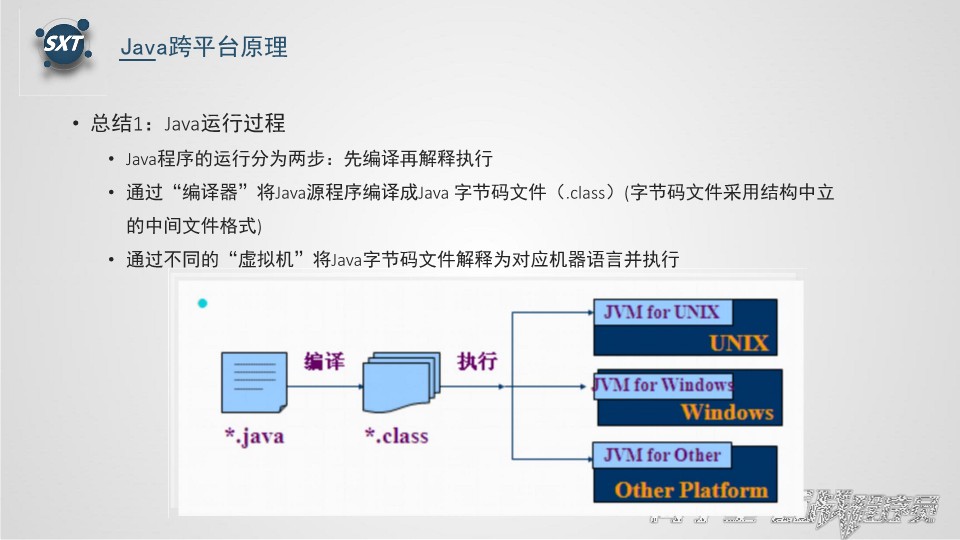 SXT
Java跨平台原理
• 总结1：Java运行过程
• Java程序的运行分为两步：先编译再解释执行
• 通过“编译器”将Java源程序编译成Java 字节码文件（.class）(字节码文件采用结构中立
的中间文件格式)
• 通过不同的“虚拟机”将Java字节码文件解释为对应机器语言并执行
JVM for UNIX
UNIX
编译
执行
JVM for Windows
Windows
*.java
*.class
JVM for Other
Other Platform